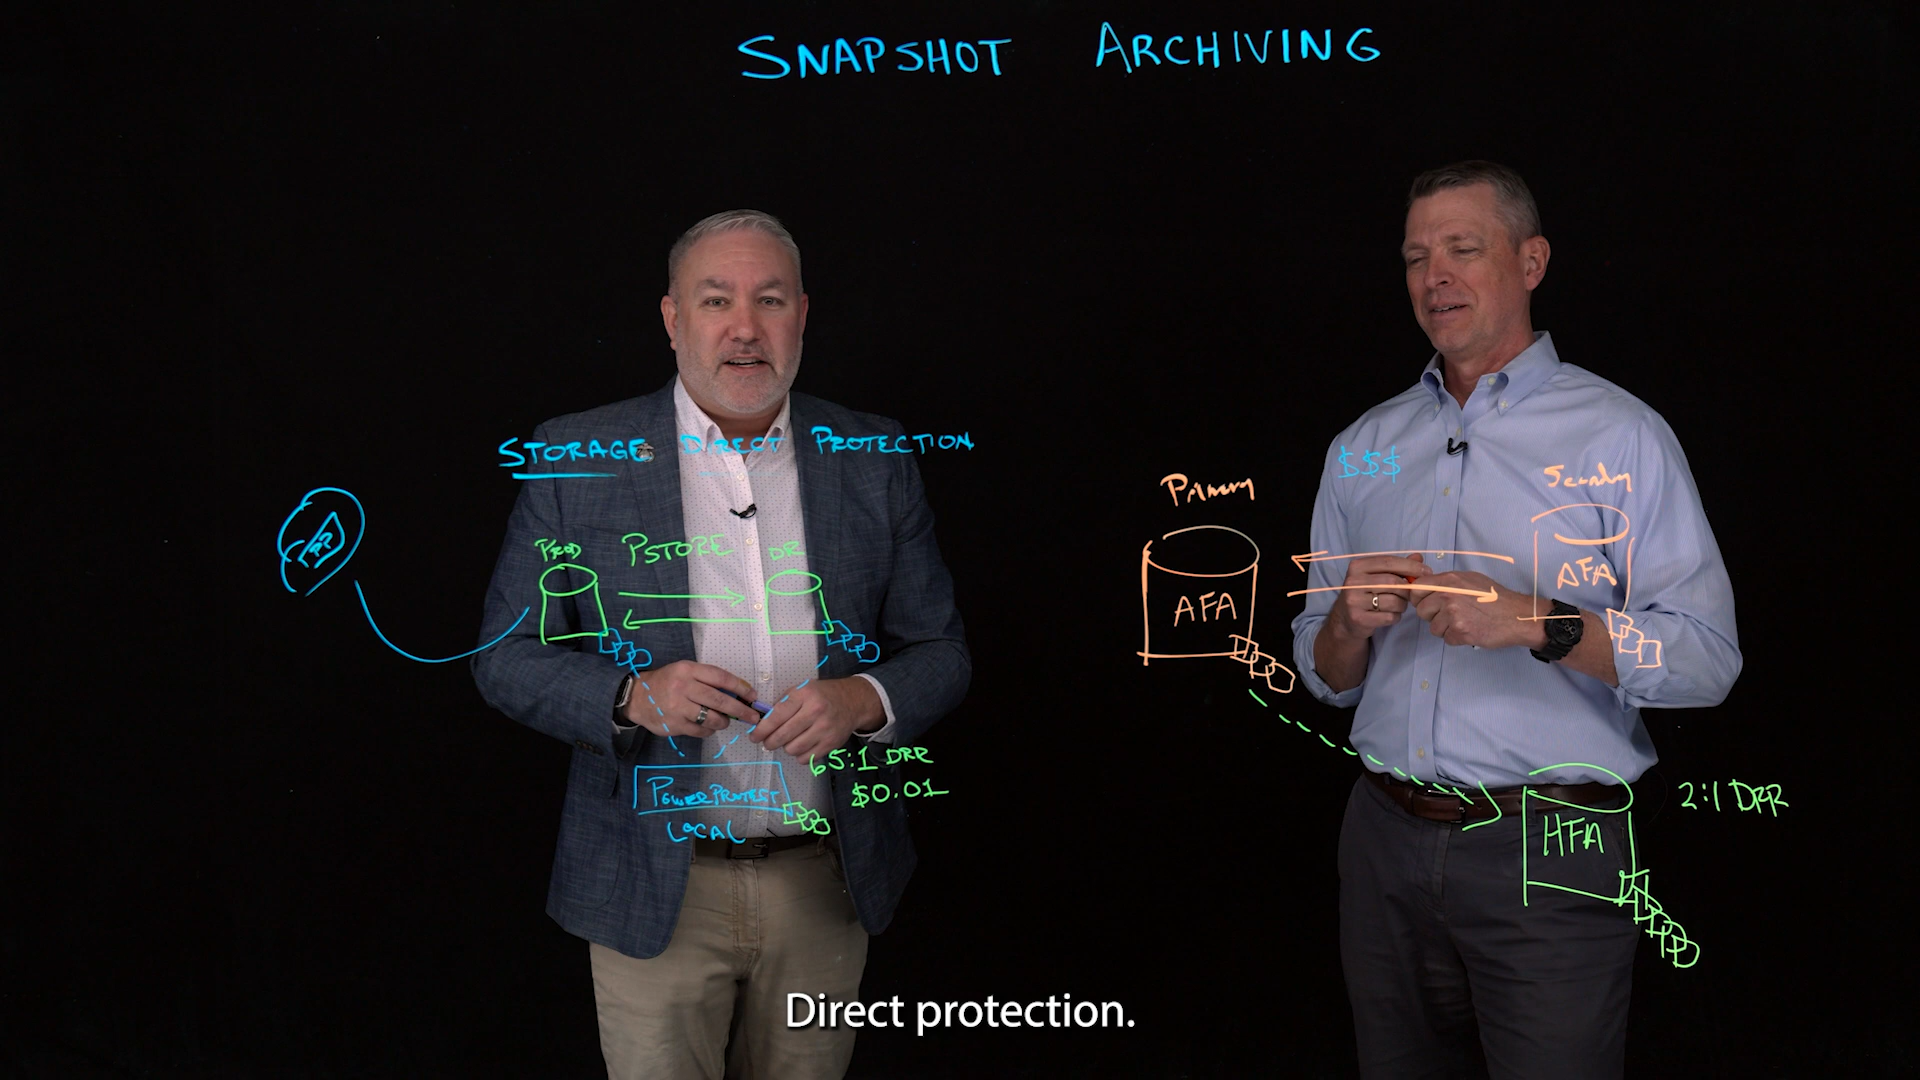 SNAPSHOT ARCHIVING
STORAGE DIRECT PROTECTION
PROD PSTORE DR
65:1 DRR
$0.01
POWERPROTECT
LOCAL
$$$
Primary
Secondary
AFA
AFA
HFA
2:1 DRR
Direct protection.